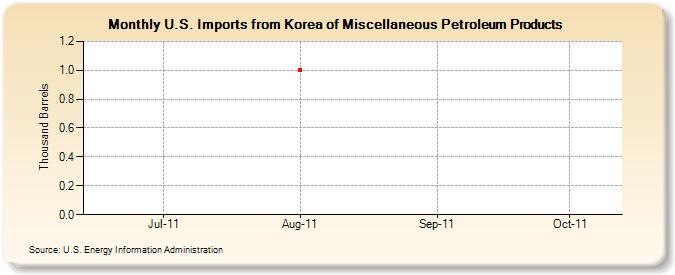 Monthly U.S. Imports from Korea of Miscellaneous Petroleum Products
Thousand Barrels
1.2
1.0
0.8
0.6
0.4
0.2
0.0
Jul-11 Aug-11 Sep-11 Oct-11
Source: U.S. Energy Information Administration